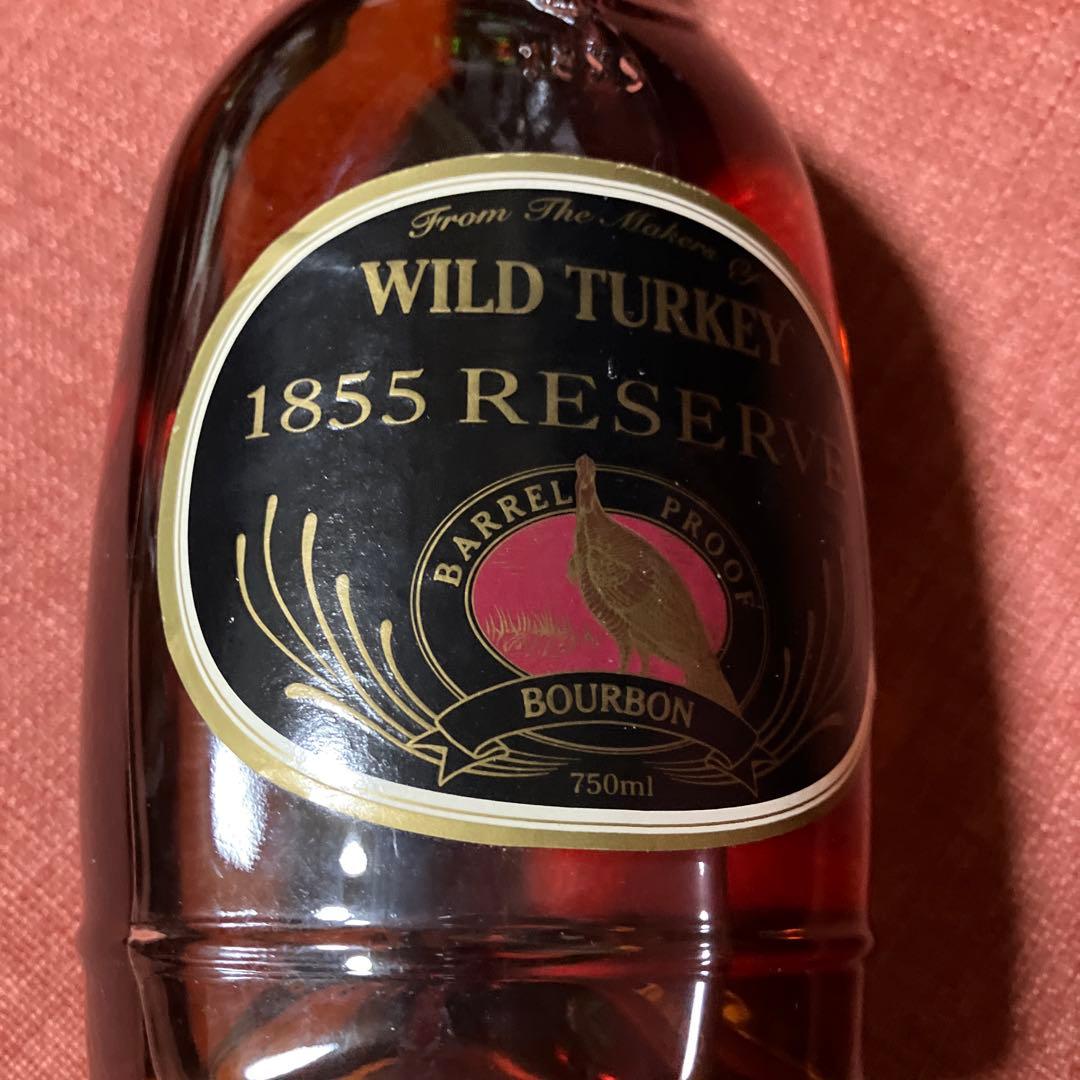 From The Makers Of
WILD TURKEY
1855 RESERVE
BARREL PROOF
BOURBON
750ml